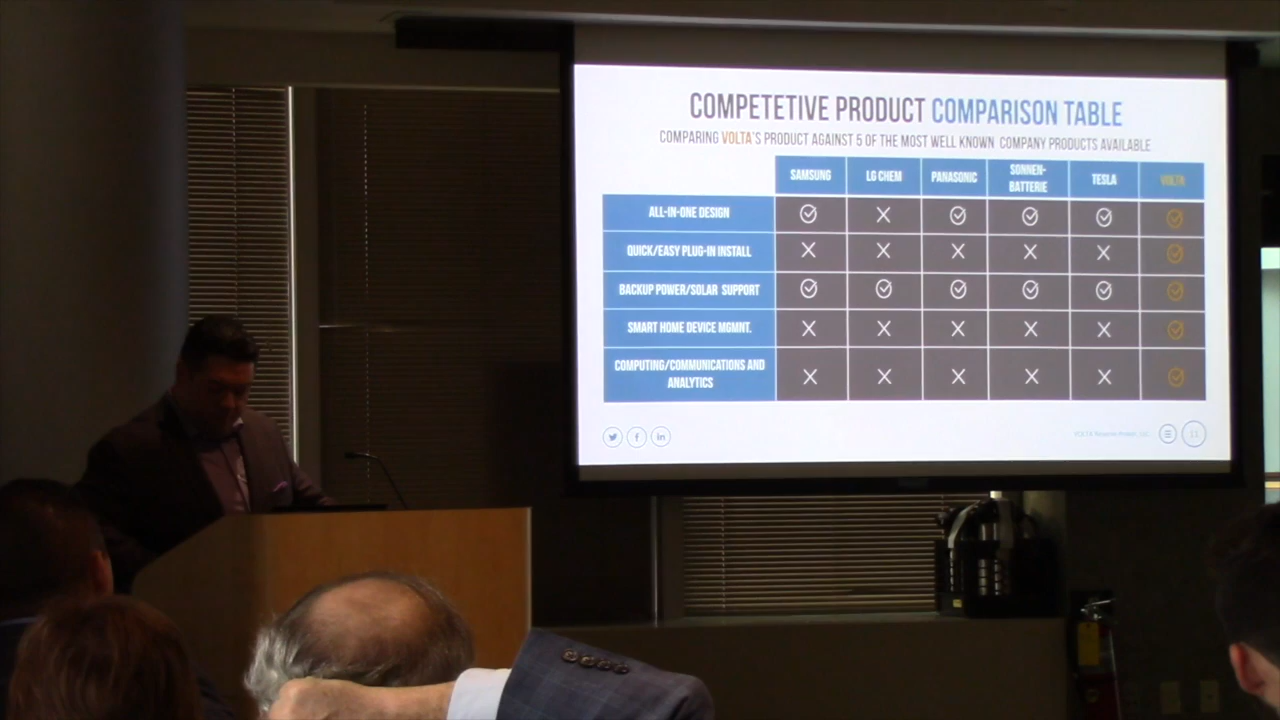 COMPETETIVE PRODUCT COMPARISON TABLE
COMPARING VOLTA'S PRODUCT AGAINST 5 OF THE MOST WELL KNOWN COMPANY PRODUCTS AVAILABLE
SAMSUNG LG CHEM PANASONIC SONNEN-BATTERIE TESLA VOLTA
ALL-IN-ONE DESIGN
QUICK/EASY PLUG-IN INSTALL
BACKUP POWER/SOLAR SUPPORT
SMART HOME DEVICE MGMNT.
COMPUTING/COMMUNICATIONS AND
ANALYTICS